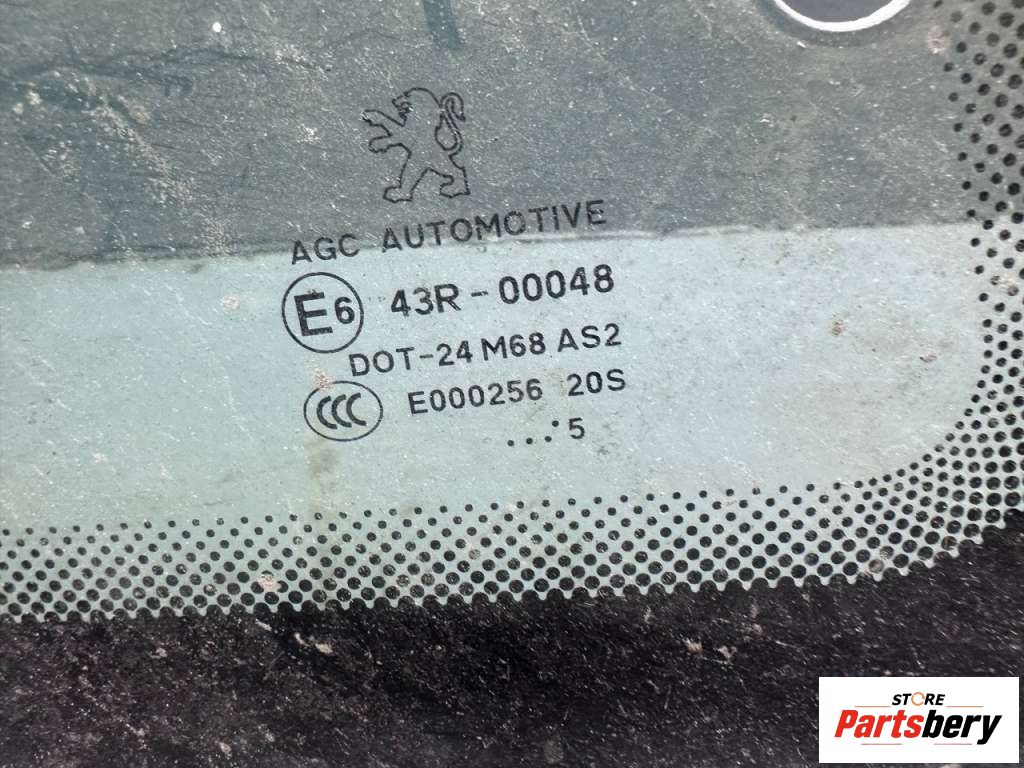 AGC AUTOMOTIVE
E6 43R-00048
DOT-24 M68 AS2
CCC E000256 20S
...·5
STORE
Partsbery